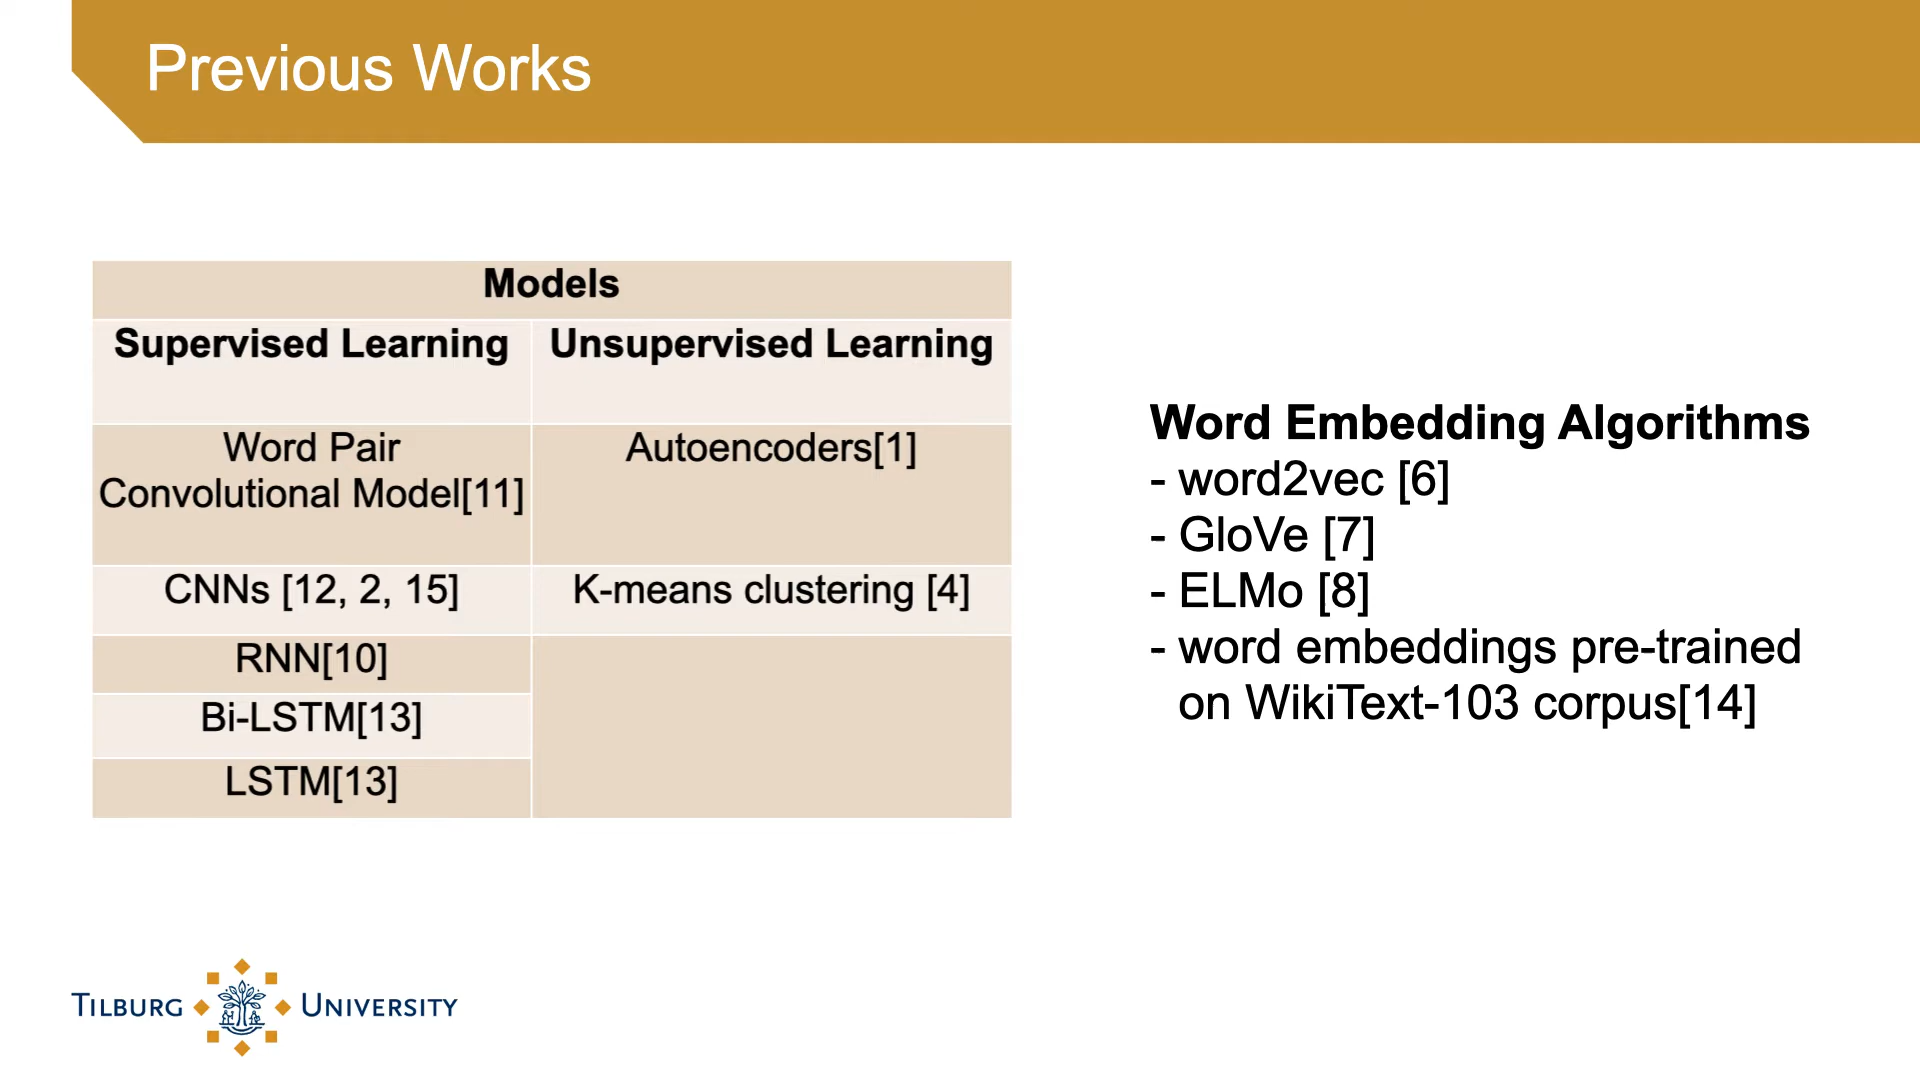 Previous Works
Models
Supervised Learning
Unsupervised Learning
Word Pair
Convolutional Model[11]
Autoencoders[1]
CNNs [12, 2, 15]
K-means clustering [4]
RNN[10]
Bi-LSTM[13]
LSTM[13]
Word Embedding Algorithms
- word2vec [6]
- GloVe [7]
- ELMo [8]
- word embeddings pre-trained
on WikiText-103 corpus[14]
TILBURG UNIVERSITY